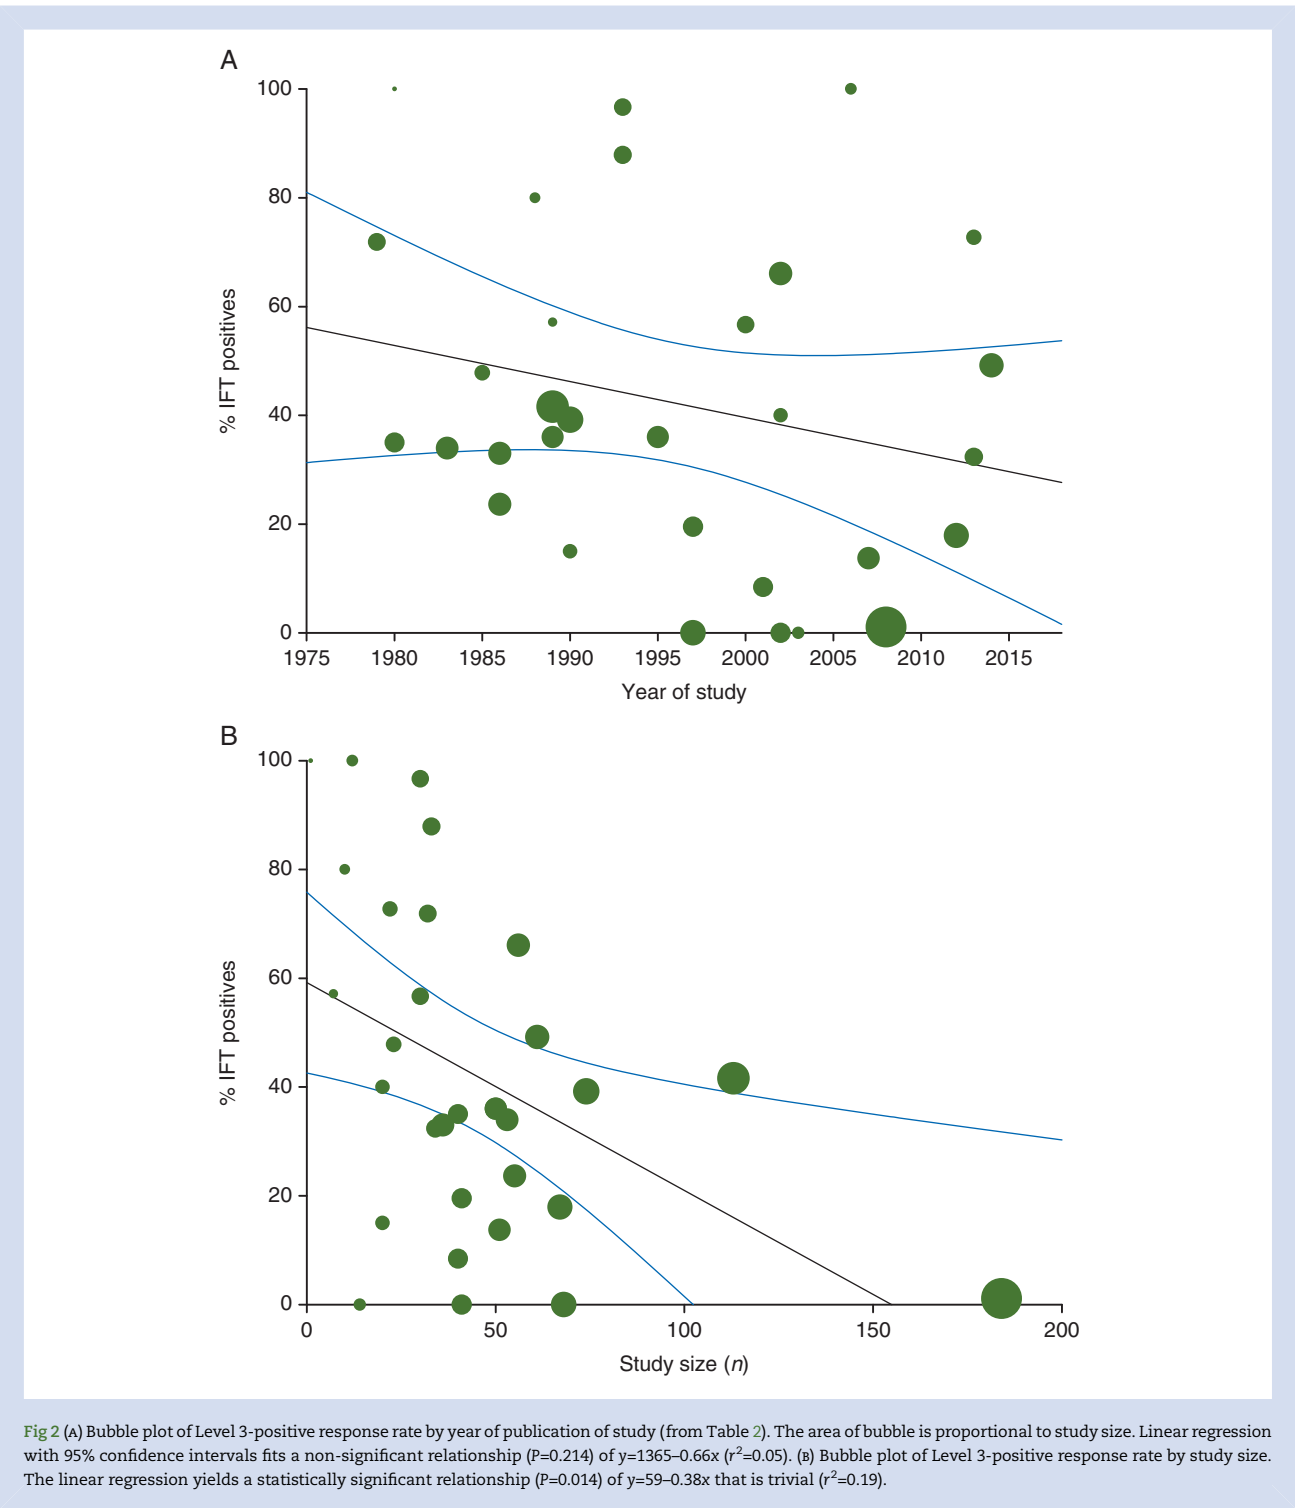 A
100
80
60
40
20
0
% IFT positives
1975 1980 1985 1990 1995 2000 2005 2010 2015
Year of study
B
100
80
60
40
20
0
% IFT positives
0 50 100 150 200
Study size (n)
Fig 2 (A) Bubble plot of Level 3-positive response rate by year of publication of study (from Table 2). The area of bubble is proportional to study size. Linear regression
with 95% confidence intervals fits a non-significant relationship (P=0.214) of y=1365–0.66x (r²=0.05). (B) Bubble plot of Level 3-positive response rate by study size.
The linear regression yields a statistically significant relationship (P=0.014) of y=59–0.38x that is trivial (r²=0.19).